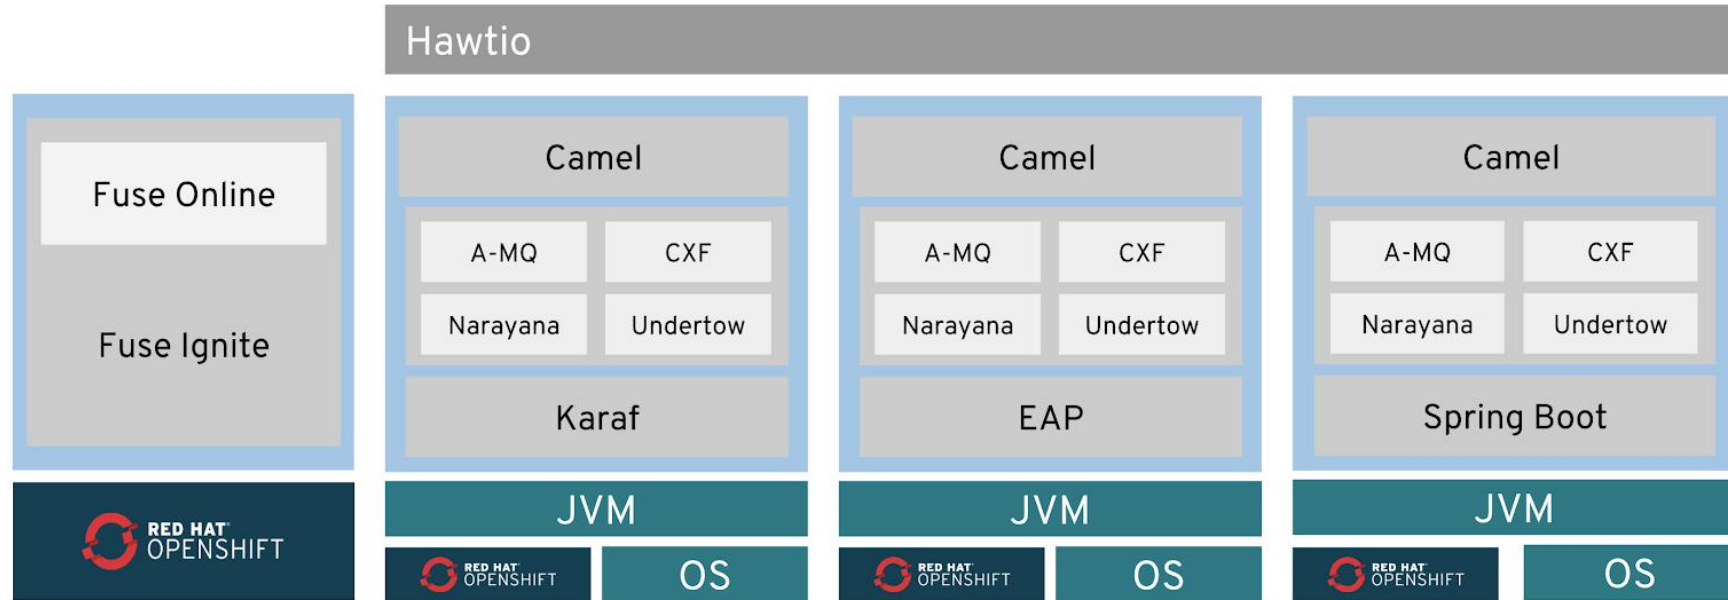 Hawtio
Fuse Online
Fuse Ignite
RED HAT®
OPENSHIFT
Camel
A-MQ
CXF
Narayana
Undertow
Karaf
JVM
RED HAT®
OPENSHIFT
OS
Camel
A-MQ
CXF
Narayana
Undertow
EAP
JVM
RED HAT®
OPENSHIFT
OS
Camel
A-MQ
CXF
Narayana
Undertow
Spring Boot
JVM
RED HAT®
OPENSHIFT
OS